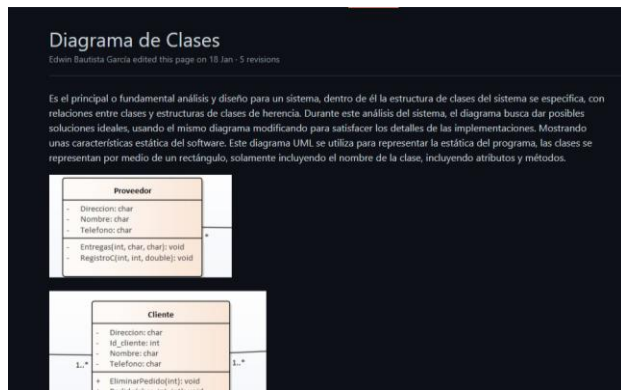 Diagrama de Clases
Edwin Bautista García edited this page on 18 Jan · 5 revisions
Es el principal o fundamental análisis y diseño para un sistema, dentro de él la estructura de clases del sistema se especifica, con
relaciones entre clases y estructuras de clases de herencia. Durante este análisis del sistema, el diagrama busca dar posibles
soluciones ideales, usando el mismo diagrama modificando para satisfacer los detalles de las implementaciones. Mostrando
unas características estática del software. Este diagrama UML se utiliza para representar la estática del programa, las clases se
representan por medio de un rectángulo, solamente incluyendo el nombre de la clase, incluyendo atributos y métodos.
Proveedor
- Direccion: char
- Nombre: char
- Telefono: char
*
- Entregas(int, char, char): void
- RegistroC(int, int, double): void
Cliente
- Direccion: char
- Id_cliente: int
- Nombre: char
1..* - Telefono: char 1..*
+ EliminarPedido(int): void